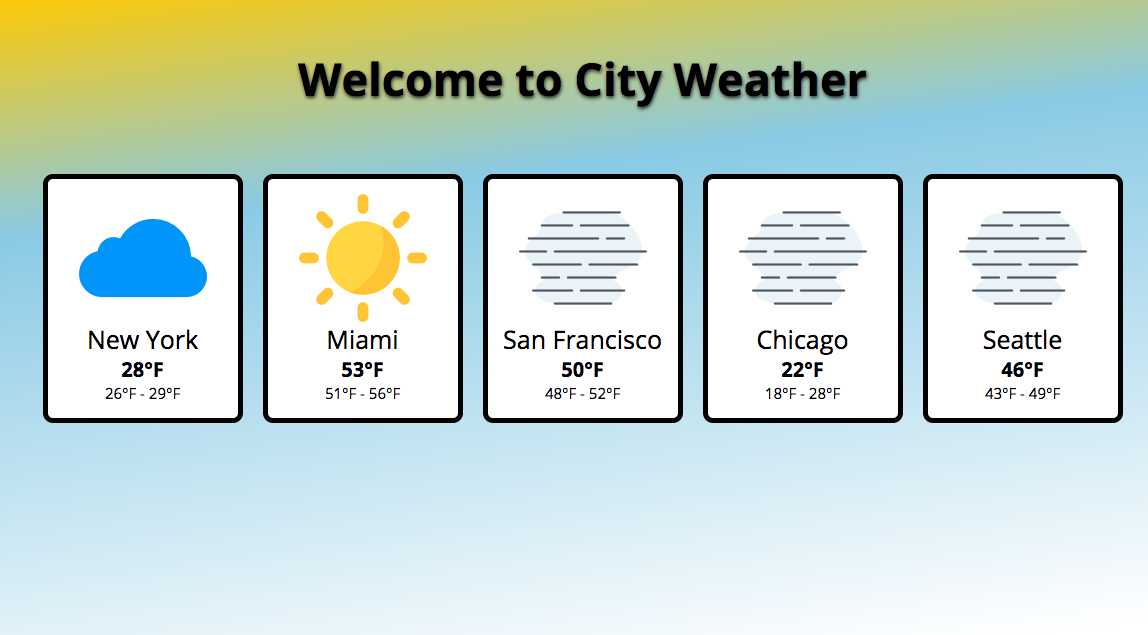 Welcome to City Weather
New York
28°F
26°F - 29°F
Miami
53°F
51°F - 56°F
San Francisco
50°F
48°F - 52°F
Chicago
22°F
18°F - 28°F
Seattle
46°F
43°F - 49°F